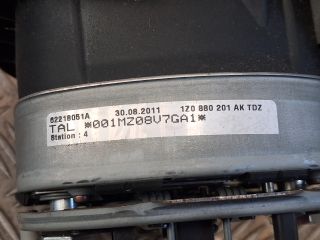 62218051A 30.08.2011 1Z0 880 201 AK TDZ
TAL *001MZ08V7GA1*
Station : 4